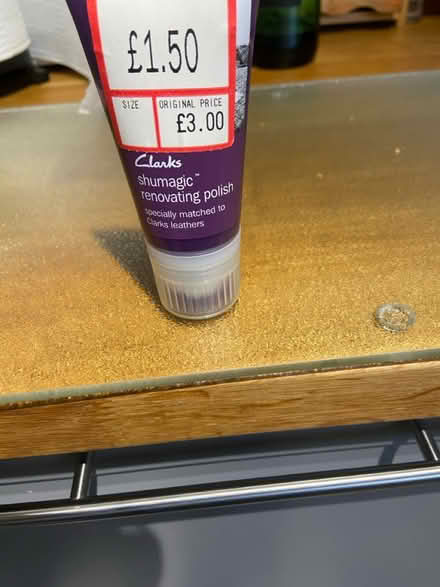 £1.50
SIZE
ORIGINAL PRICE
£3.00
Clarks
shumagic™
renovating polish
specially matched to
Clarks leathers